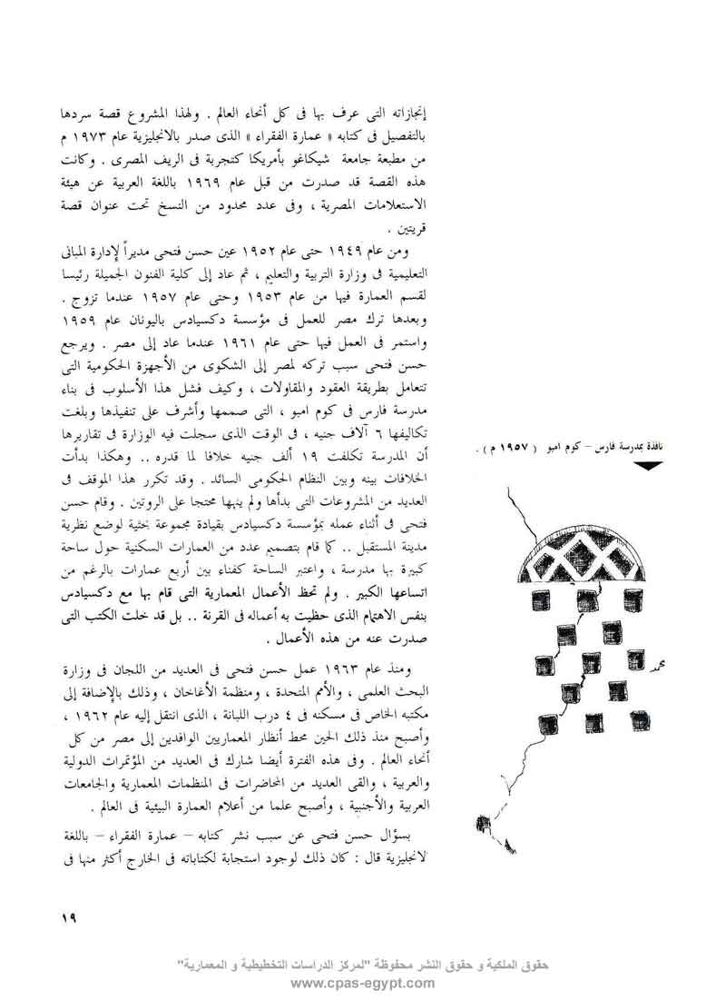 إنجازاته التى عرف بها فى كل أنحاء العالم . ولهذا المشروع قصة سردها
بالتفصيل فى كتابه « عمارة الفقراء » الذى صدر بالانجليزية عام ١٩٧٣ م
من مطبعة جامعة شيكاغو بأمريكا كتجربة فى الريف المصرى . وكانت
هذه القصة قد صدرت من قبل عام ١٩٦٩ باللغة العربية عن هيئة
الاستعلامات المصرية ، وفى عدد محدود من النسخ تحت عنوان قصة
قريتين .
ومن عام ١٩٤٩ حتى عام ١٩٥٢ عين حسن فتحى مديراً لإدارة المبانى
التعليمية فى وزارة التربية والتعليم ، ثم عاد إلى كلية الفنون الجميلة رئيسا
لقسم العمارة فيها من عام ١٩٥٣ وحتى عام ١٩٥٧ عندما تزوج .
وبعدها ترك مصر للعمل فى مؤسسة دكسيادس باليونان عام ١٩٥٩
واستمر فى العمل فيها حتى عام ١٩٦١ عندما عاد إلى مصر . ويرجع
حسن فتحى سبب تركه لمصر إلى الشكوى من الأجهزة الحكومية التى
تتعامل بطريقة العقود والمقاولات ، وكيف فشل هذا الأسلوب فى بناء
مدرسة فارس فى كوم امبو ، التى صممها وأشرف على تنفيذها وبلغت
تكاليفها ٦ آلاف جنيه ، فى الوقت الذى سجلت فيه الوزارة فى تقاريرها
أن المدرسة تكلفت ١٩ ألف جنيه خلافا لما قدره .. وهكذا بدأت
الخلافات بينه وبين النظام الحكومى السائد . وقد تكرر هذا الموقف فى
العديد من المشروعات التى بدأها ولم ينهها محتجا على الروتين . وقام حسن
فتحى فى أثناء عمله بمؤسسة دكسيادس بقيادة مجموعة بحثية لوضع نظرية
مدينة المستقبل .. كما قام بتصميم عدد من العمارات السكنية حول ساحة
كبيرة بها مدرسة ، واعتبر الساحة كفناء بين أربع عمارات بالرغم من
اتساعها الكبير . ولم تحظ الأعمال المعمارية التى قام بها مع دكسيادس
بنفس الاهتمام الذى حظيت به أعماله فى القرنة .. بل قد خلت الكتب التى
صدرت عنه من هذه الأعمال .
ومنذ عام ١٩٦٣ عمل حسن فتحى فى العديد من اللجان فى وزارة
البحث العلمى ، والأمم المتحدة ، ومنظمة الأغاخان ، وذلك بالإضافة إلى
مكتبه الخاص فى مسكنه فى ٤ درب اللبانة ، الذى انتقل إليه عام ١٩٦٢ ،
وأصبح منذ ذلك الحين محط أنظار المعماريين الوافدين إلى مصر من كل
أنحاء العالم . وفى هذه الفترة أيضا شارك فى العديد من المؤتمرات الدولية
والعربية ، والقى العديد من المحاضرات فى المنظمات المعمارية والجامعات
العربية والأجنبية ، وأصبح علما من أعلام العمارة البيئية فى العالم .
بسؤال حسن فتحى عن سبب نشر كتابه – عمارة الفقراء – باللغة
لانجليزية قال : كان ذلك لوجود استجابة لكتاباته فى الخارج أكثر منها فى
نافذة بمدرسة فارس – كوم امبو ( ١٩٥٧ م ) .
محمد
١٩
حقوق الملكية و حقوق النشر محفوظة "لمركز الدراسات التخطيطية و المعمارية"
www.cpas-egypt.com